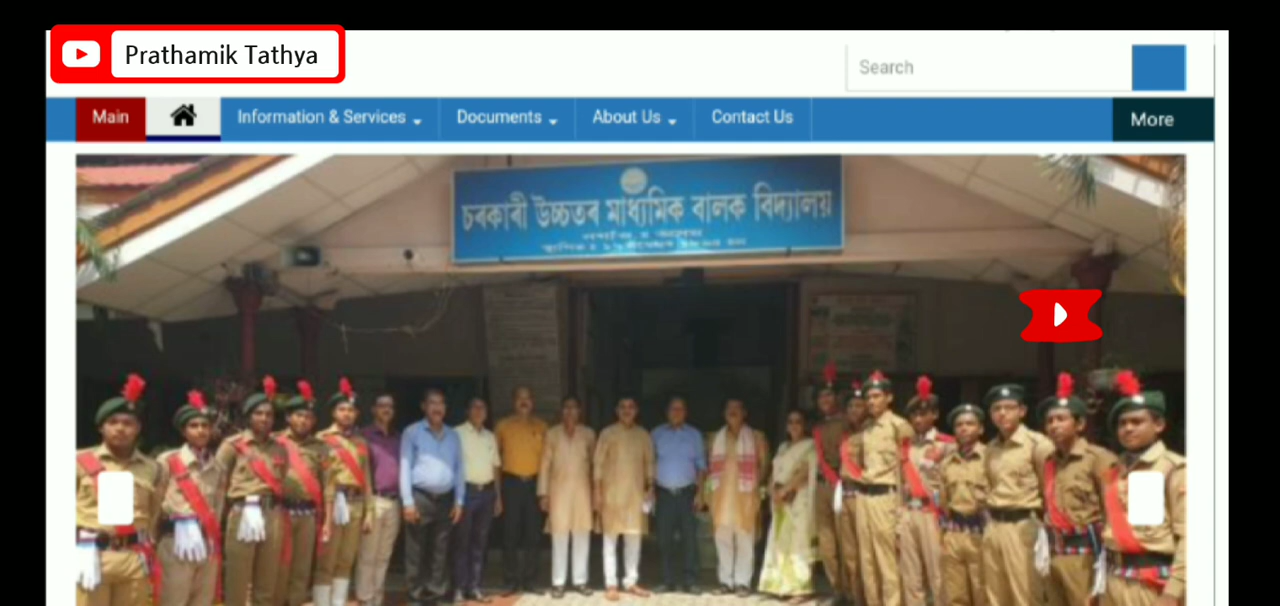 Prathamik Tathya
Search
Main
Information & Services
Documents
About Us
Contact Us
More
চৰকাৰী উচ্চতৰ মাধ্যমিক বালক বিদ্যালয়